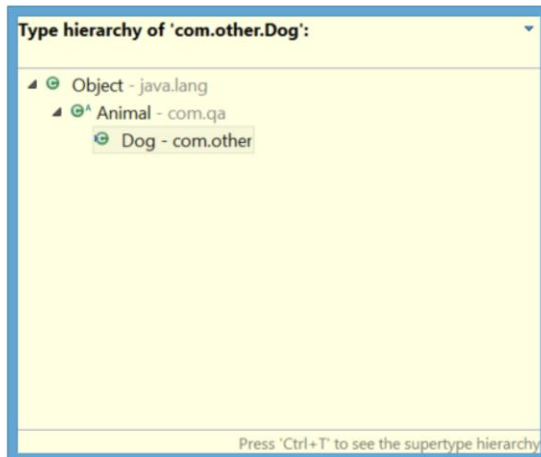 Type hierarchy of 'com.other.Dog':
Object - java.lang
Animal - com.qa
Dog - com.other
Press 'Ctrl+T' to see the supertype hierarchy